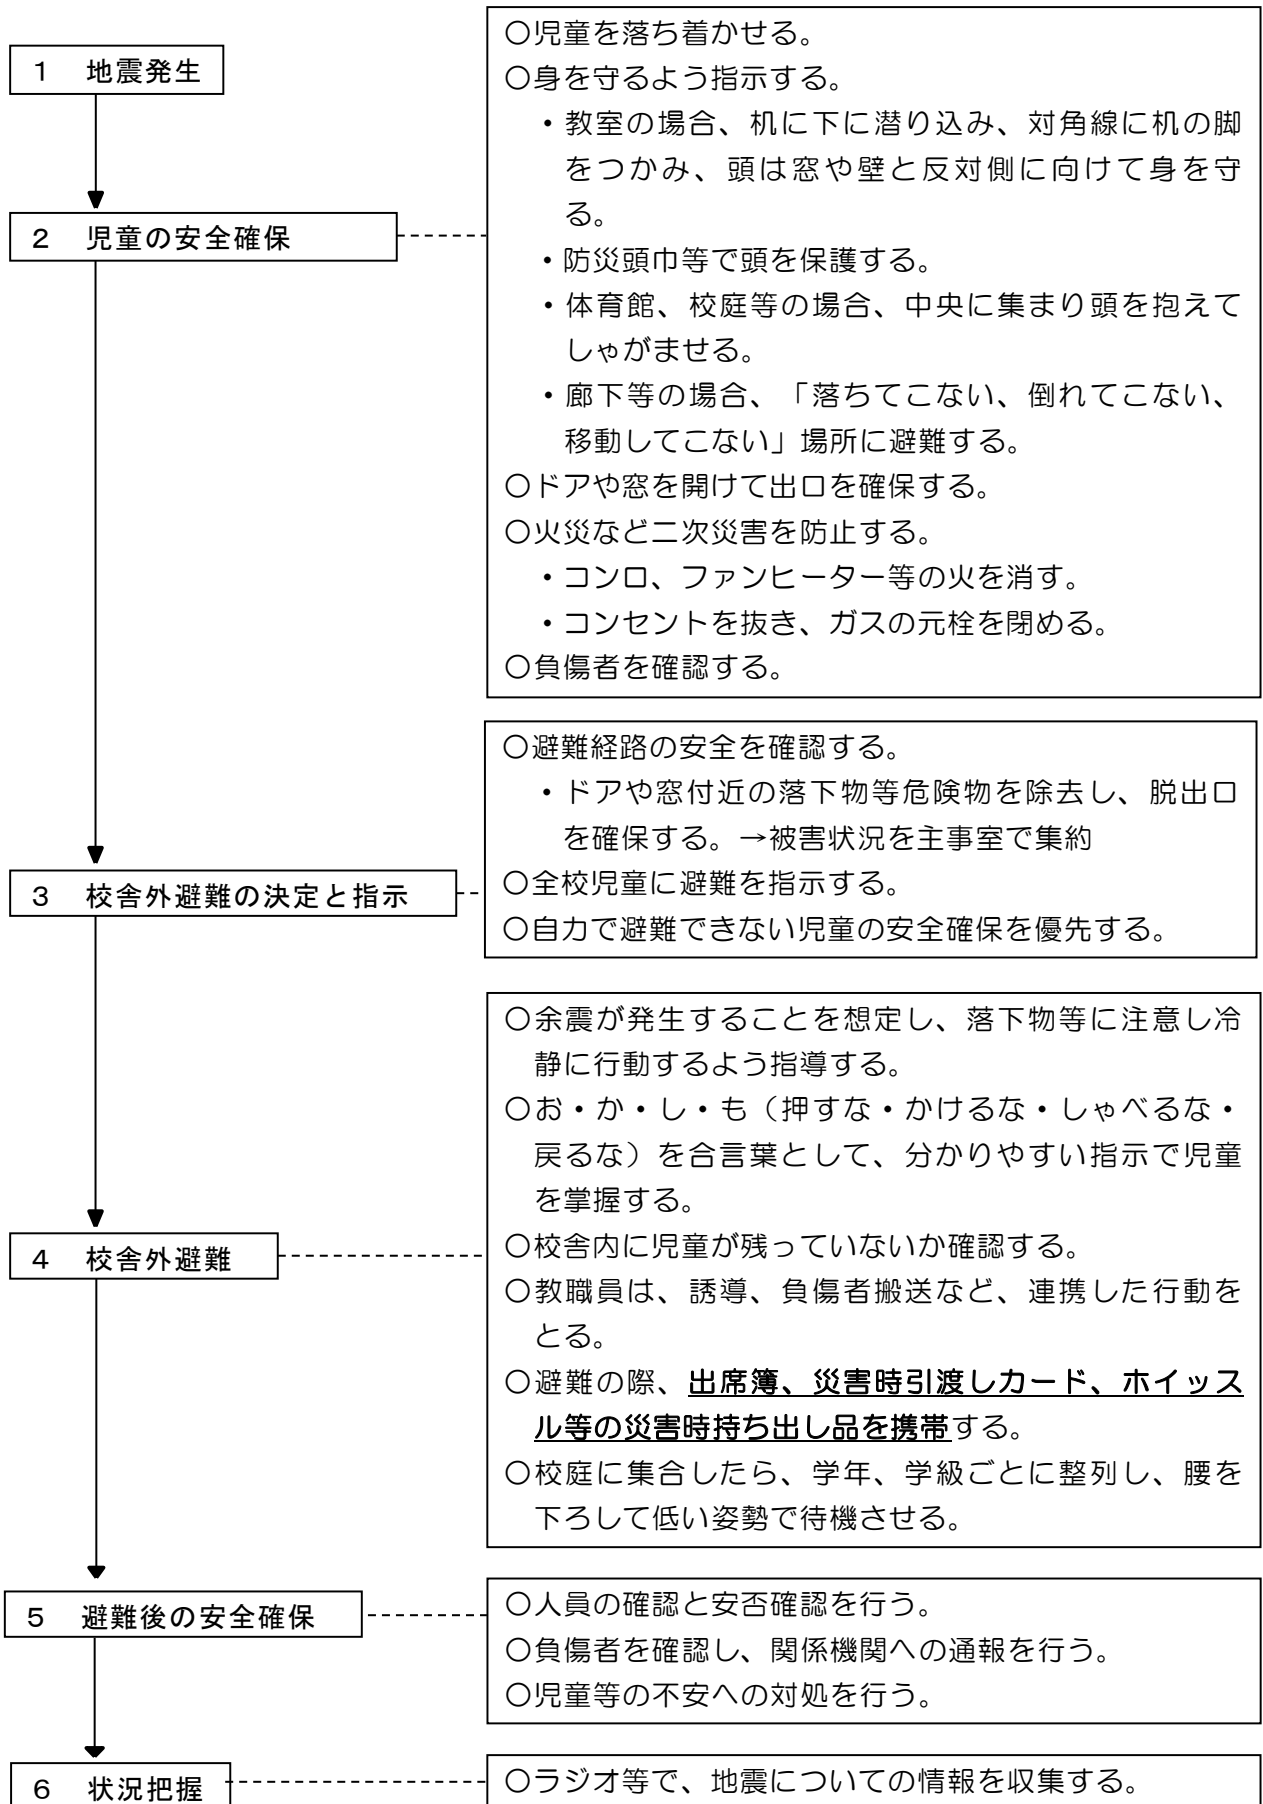 １　地震発生
〇児童を落ち着かせる。
〇身を守るよう指示する。
・教室の場合、机に下に潜り込み、対角線に机の脚
をつかみ、頭は窓や壁と反対側に向けて身を守
る。
２　児童の安全確保
・防災頭巾等で頭を保護する。
・体育館、校庭等の場合、中央に集まり頭を抱えて
しゃがませる。
・廊下等の場合、「落ちてこない、倒れてこない、
移動してこない」場所に避難する。
〇ドアや窓を開けて出口を確保する。
〇火災など二次災害を防止する。
・コンロ、ファンヒーター等の火を消す。
・コンセントを抜き、ガスの元栓を閉める。
〇負傷者を確認する。
３　校舎外避難の決定と指示
〇避難経路の安全を確認する。
・ドアや窓付近の落下物等危険物を除去し、脱出口
を確保する。→被害状況を主事室で集約
〇全校児童に避難を指示する。
〇自力で避難できない児童の安全確保を優先する。
４　校舎外避難
〇余震が発生することを想定し、落下物等に注意し冷
静に行動するよう指導する。
〇お・か・し・も（押すな・かけるな・しゃべるな・
戻るな）を合言葉として、分かりやすい指示で児童
を掌握する。
〇校舎内に児童が残っていないか確認する。
〇教職員は、誘導、負傷者搬送など、連携した行動を
とる。
〇避難の際、出席簿、災害時引渡しカード、ホイッス
ル等の災害時持ち出し品を携帯する。
〇校庭に集合したら、学年、学級ごとに整列し、腰を
下ろして低い姿勢で待機させる。
５　避難後の安全確保
〇人員の確認と安否確認を行う。
〇負傷者を確認し、関係機関への通報を行う。
〇児童等の不安への対処を行う。
６　状況把握
〇ラジオ等で、地震についての情報を収集する。